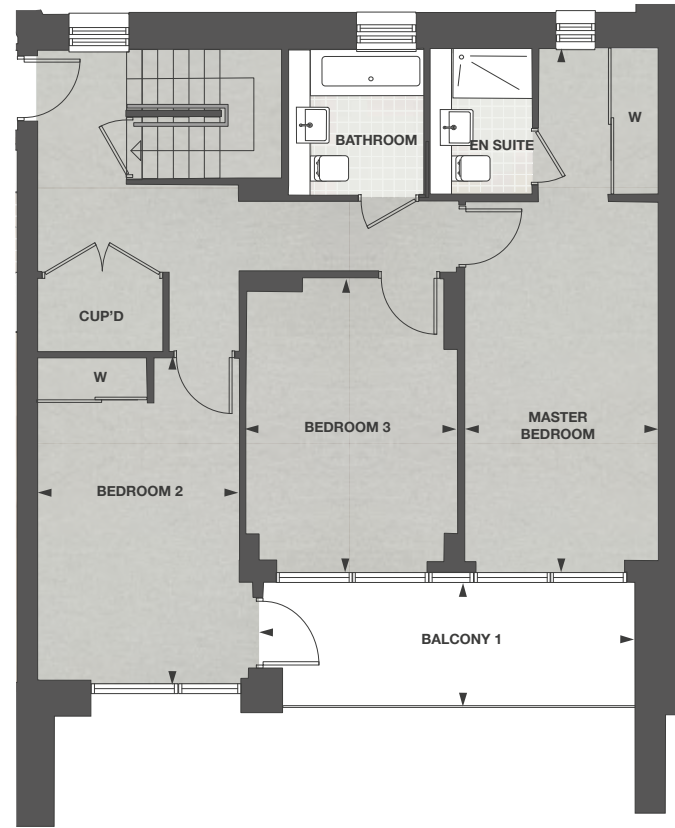 W
BATHROOM
EN SUITE
CUP'D
W
MASTER
BEDROOM
BEDROOM 3
BEDROOM 2
BALCONY 1